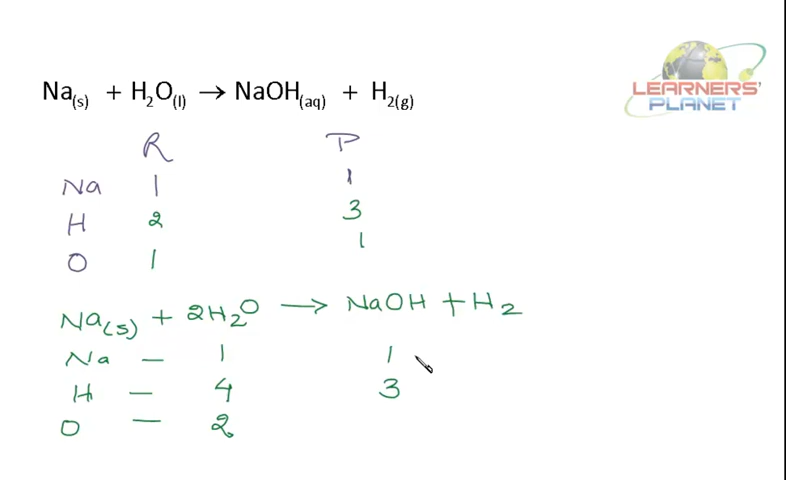 LEARNERS'
PLANET
Na(s) + H2O(l) → NaOH(aq) + H2(g)
R P
Na 1 1
H 2 3
O 1 1
Na(s) + 2H2O → NaOH + H2
Na — 1 1
H — 4 3
O — 2